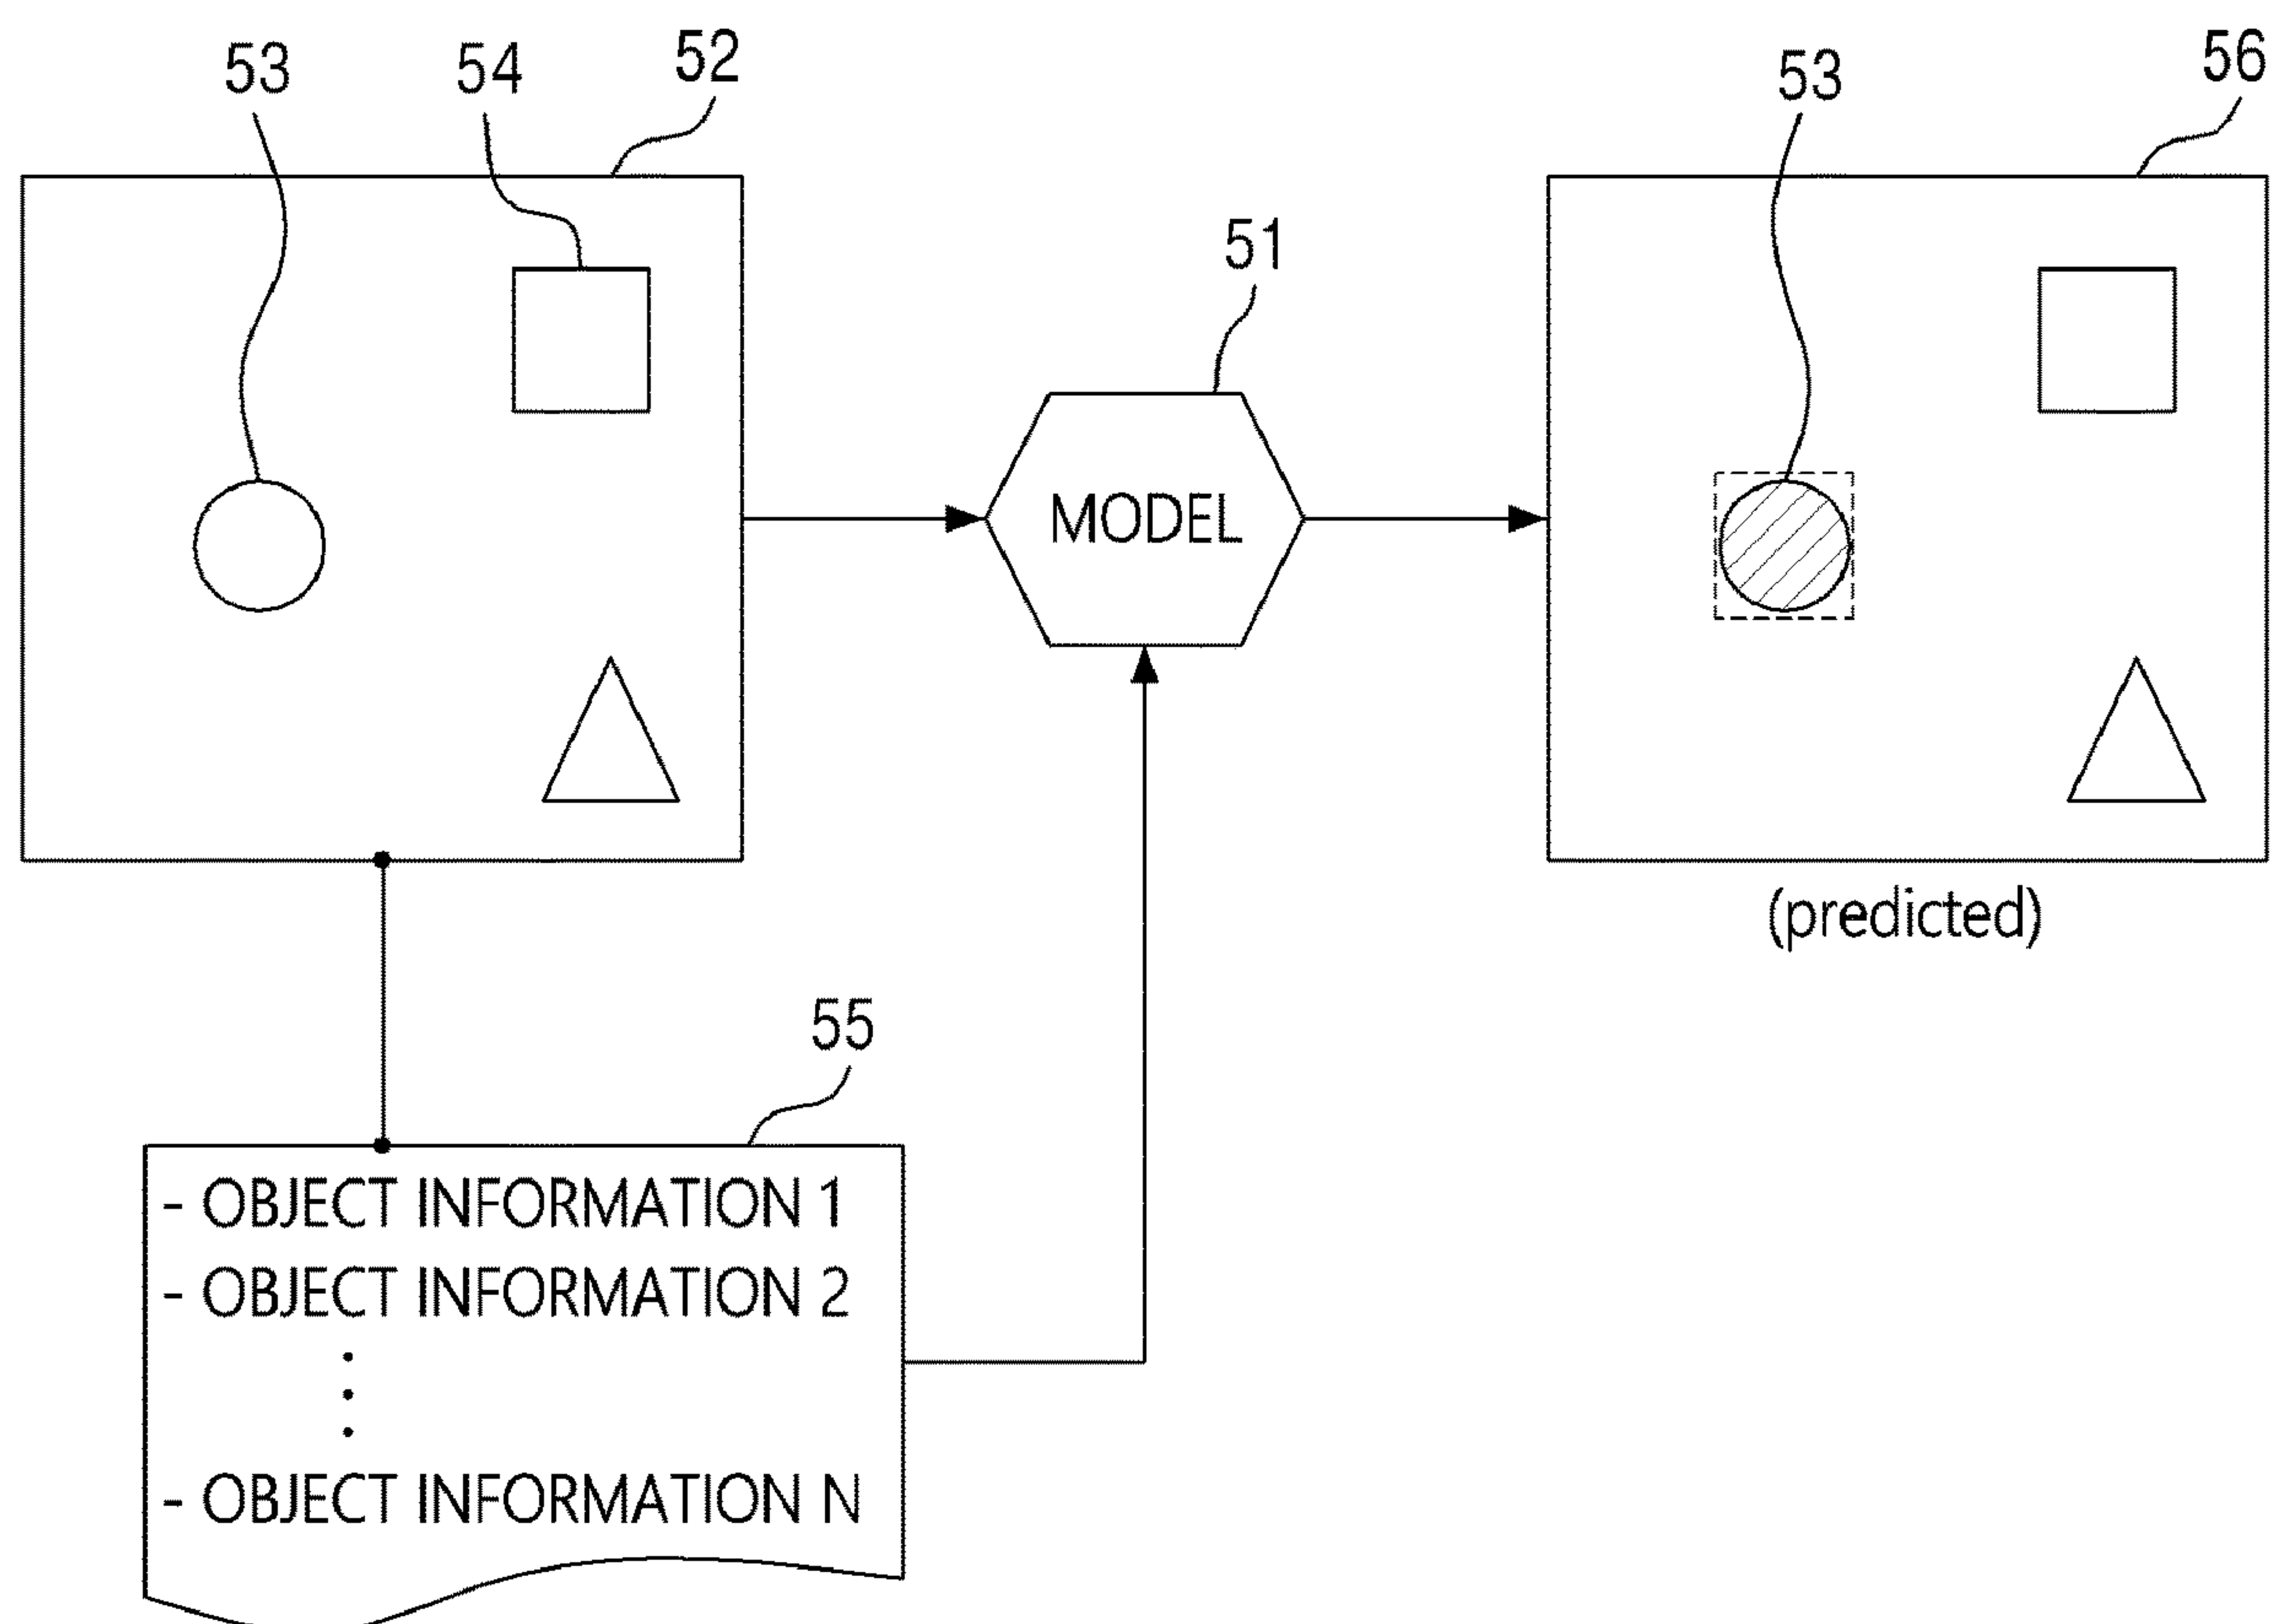 53 54 52 53 56
51
MODEL
(predicted)
55
- OBJECT INFORMATION 1
- OBJECT INFORMATION 2
- OBJECT INFORMATION N